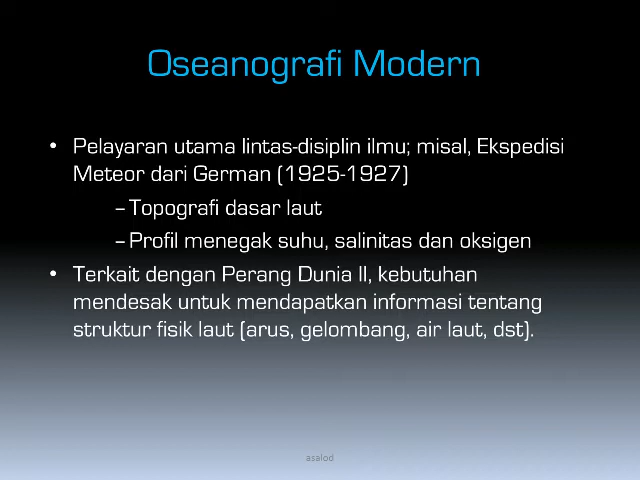 Oseanografi Modern
• Pelayaran utama lintas-disiplin ilmu; misal, Ekspedisi
Meteor dari German (1925-1927)
–Topografi dasar laut
–Profil menegak suhu, salinitas dan oksigen
• Terkait dengan Perang Dunia II, kebutuhan
mendesak untuk mendapatkan informasi tentang
struktur fisik laut (arus, gelombang, air laut, dst).
asalod